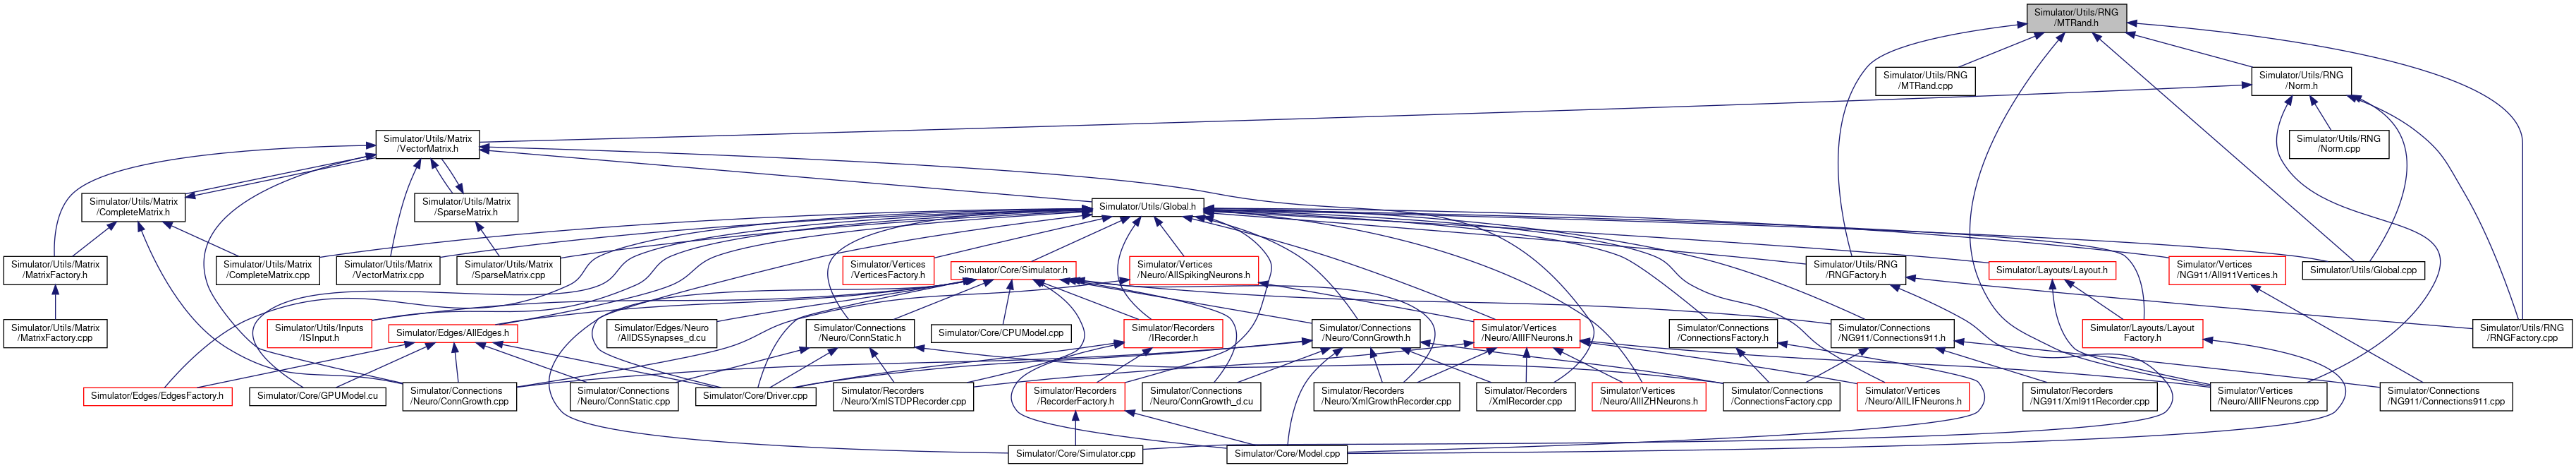 Simulator/Utils/RNG
/MTRand.h
Simulator/Utils/RNG
/MTRand.cpp
Simulator/Utils/RNG
/Norm.h
Simulator/Utils/Matrix
/VectorMatrix.h
Simulator/Utils/RNG
/Norm.cpp
Simulator/Utils/Matrix
/CompleteMatrix.h
Simulator/Utils/Matrix
/SparseMatrix.h
Simulator/Utils/Global.h
Simulator/Utils/Matrix
/MatrixFactory.h
Simulator/Utils/Matrix
/CompleteMatrix.cpp
Simulator/Utils/Matrix
/VectorMatrix.cpp
Simulator/Utils/Matrix
/SparseMatrix.cpp
Simulator/Vertices
/VerticesFactory.h
Simulator/Core/Simulator.h
Simulator/Vertices
/Neuro/AllSpikingNeurons.h
Simulator/Utils/RNG
/RNGFactory.h
Simulator/Layouts/Layout.h
Simulator/Vertices
/NG911/All911Vertices.h
Simulator/Utils/Global.cpp
Simulator/Utils/Matrix
/MatrixFactory.cpp
Simulator/Utils/Inputs
/ISInput.h
Simulator/Edges/AllEdges.h
Simulator/Edges/Neuro
/AllDSSynapses_d.cu
Simulator/Connections
/Neuro/ConnStatic.h
Simulator/Core/CPUModel.cpp
Simulator/Recorders
/IRecorder.h
Simulator/Connections
/Neuro/ConnGrowth.h
Simulator/Vertices
/Neuro/AllIFNeurons.h
Simulator/Connections
/ConnectionsFactory.h
Simulator/Connections
/NG911/Connections911.h
Simulator/Layouts/Layout
Factory.h
Simulator/Utils/RNG
/RNGFactory.cpp
Simulator/Edges/EdgesFactory.h
Simulator/Core/GPUModel.cu
Simulator/Connections
/Neuro/ConnGrowth.cpp
Simulator/Connections
/Neuro/ConnStatic.cpp
Simulator/Core/Driver.cpp
Simulator/Recorders
/Neuro/XmlSTDPRecorder.cpp
Simulator/Recorders
/RecorderFactory.h
Simulator/Connections
/Neuro/ConnGrowth_d.cu
Simulator/Recorders
/Neuro/XmlGrowthRecorder.cpp
Simulator/Recorders
/XmlRecorder.cpp
Simulator/Vertices
/Neuro/AllIZHNeurons.h
Simulator/Connections
/ConnectionsFactory.cpp
Simulator/Vertices
/Neuro/AllLIFNeurons.h
Simulator/Recorders
/NG911/Xml911Recorder.cpp
Simulator/Vertices
/Neuro/AllIFNeurons.cpp
Simulator/Connections
/NG911/Connections911.cpp
Simulator/Core/Simulator.cpp
Simulator/Core/Model.cpp